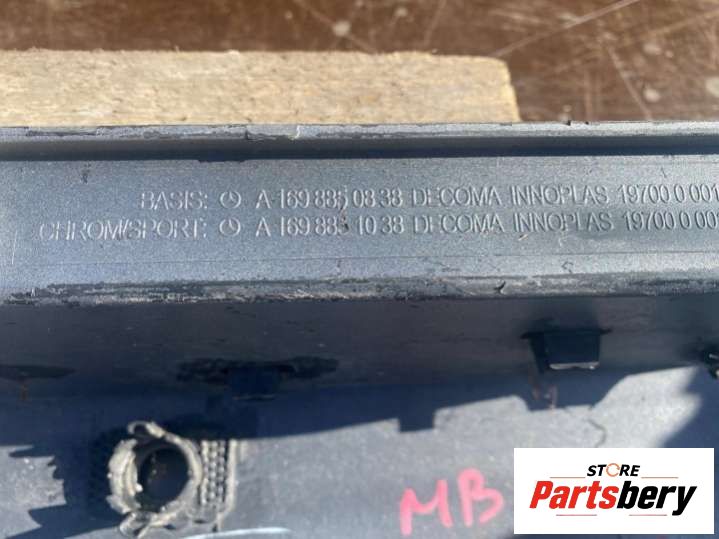 BASIS: A 169 885 08 38 DECOMA INNOPLAS 19700 0 001
CHROM/SPORT: A 169 885 10 38 DECOMA INNOPLAS 19700 0 001
MB
STORE
Partsbery